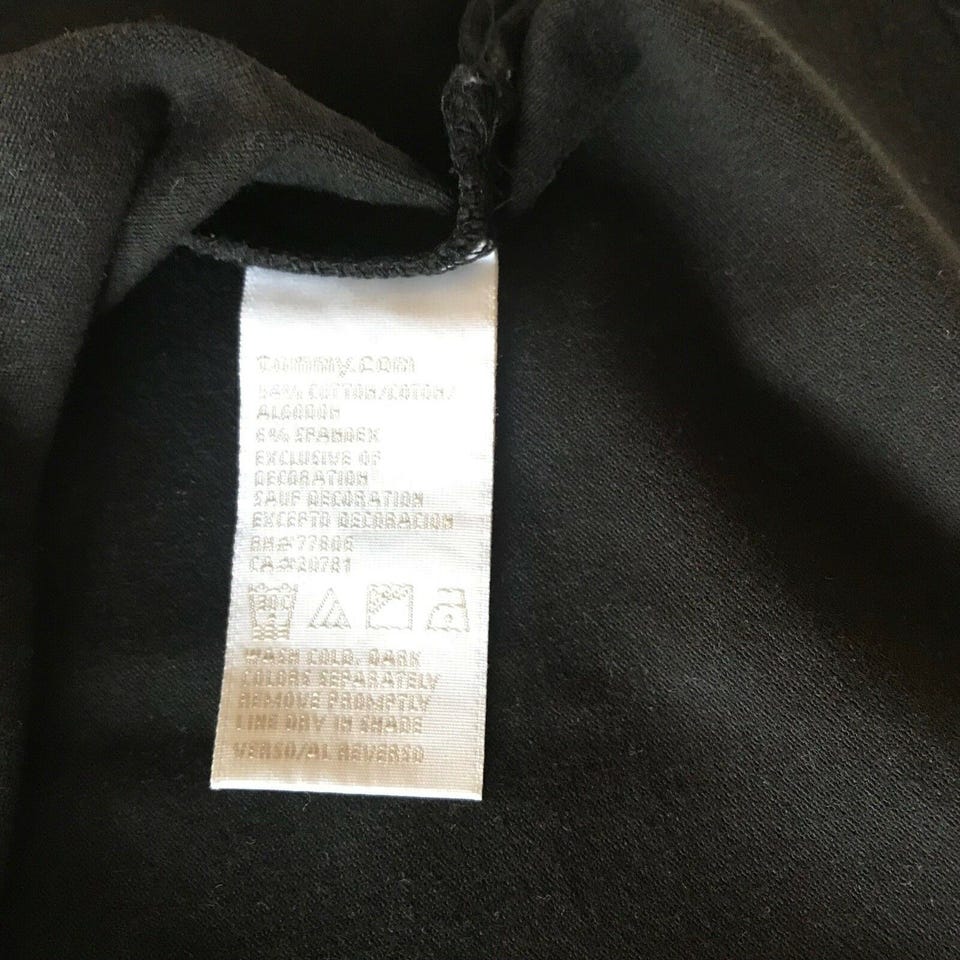 tommy.com
94% COTTON/COTON/
ALGODON
6% SPANDEX
EXCLUSIVE OF
DECORATION
SAUF DECORATION
EXCEPTO DECORACION
RN#77806
CA#20781
30C
WASH COLD, DARK
COLORS SEPARATELY
REMOVE PROMPTLY
LINE DRY IN SHADE
VERSO/AL REVERSO